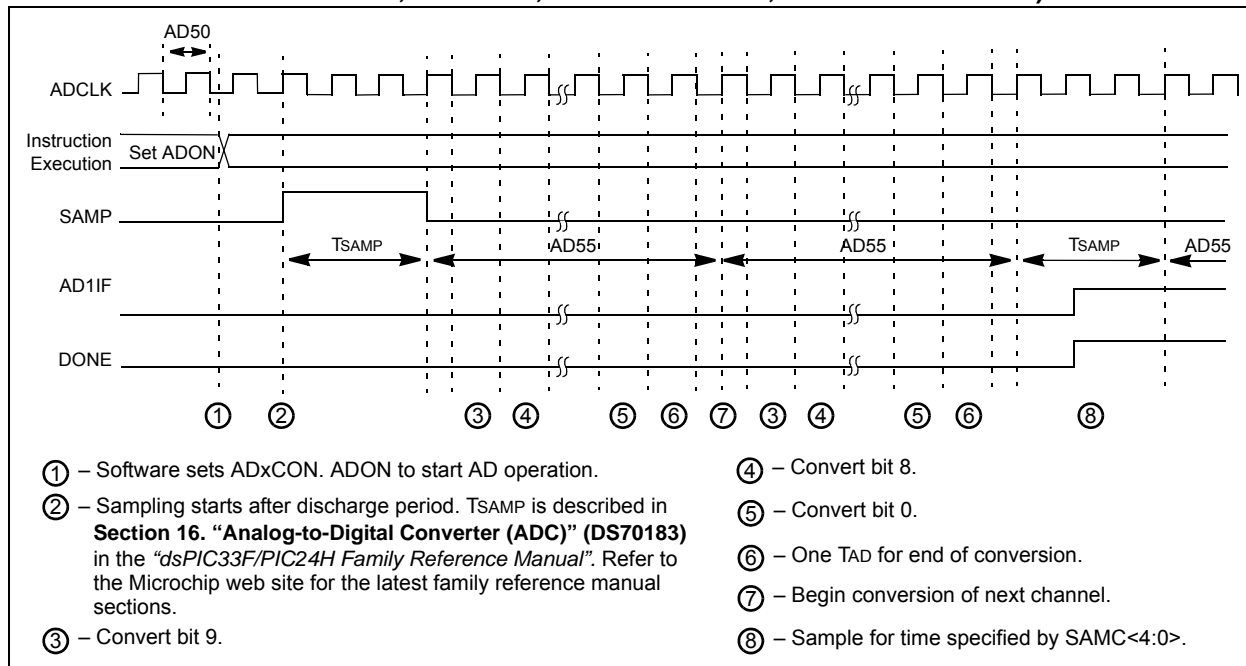 AD50
ADCLK
Instruction
Execution
Set ADON
SAMP
TSAMP
AD55
AD55
TSAMP
AD55
AD1IF
DONE
1 2 3 4 5 6 7 3 4 5 6 8
1 – Software sets ADxCON. ADON to start AD operation.
2 – Sampling starts after discharge period. TSAMP is described in
Section 16. “Analog-to-Digital Converter (ADC)” (DS70183)
in the “dsPIC33F/PIC24H Family Reference Manual”. Refer to
the Microchip web site for the latest family reference manual
sections.
3 – Convert bit 9.
4 – Convert bit 8.
5 – Convert bit 0.
6 – One TAD for end of conversion.
7 – Begin conversion of next channel.
8 – Sample for time specified by SAMC<4:0>.